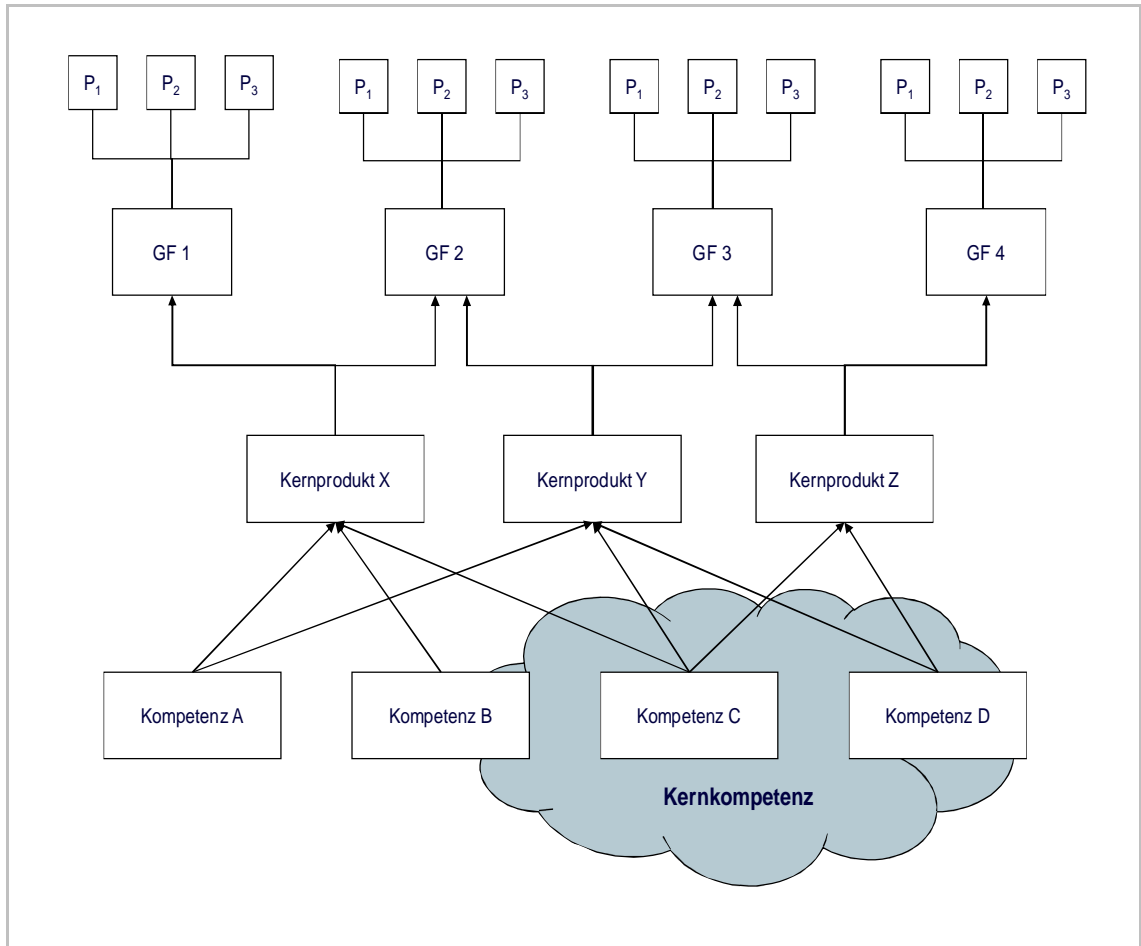 P1 P2 P3 P1 P2 P3 P1 P2 P3 P1 P2 P3
GF 1 GF 2 GF 3 GF 4
Kernprodukt X Kernprodukt Y Kernprodukt Z
Kompetenz A Kompetenz B Kompetenz C Kompetenz D
Kernkompetenz